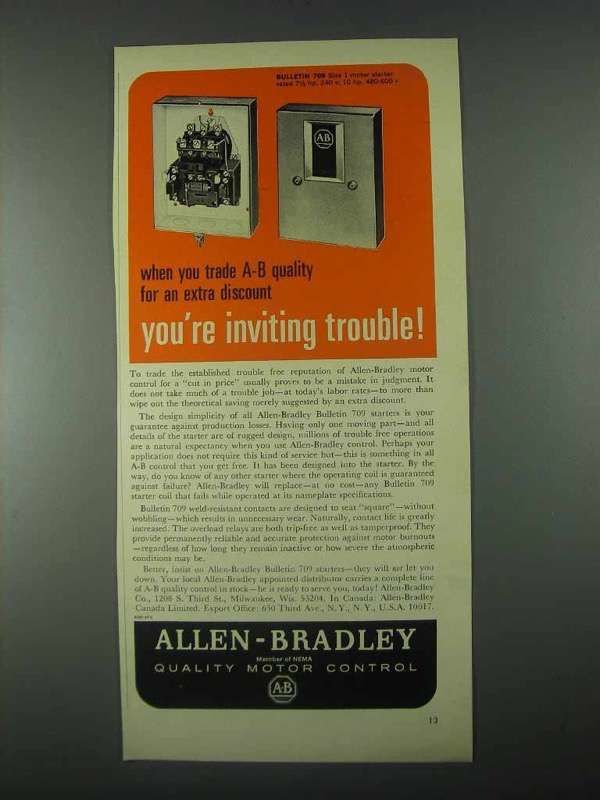 BULLETIN 709 Size 1 motor starter
rated 7½ hp, 240 v; 10 hp, 480-600 v
AB
when you trade A-B quality
for an extra discount
you're inviting trouble!
To trade the established trouble free reputation of Allen-Bradley motor
control for a “cut in price” usually proves to be a mistake in judgment. It
does not take much of a trouble job—at today's labor rates—to more than
wipe out the theoretical saving merely suggested by an extra discount.
The design simplicity of all Allen-Bradley Bulletin 709 starters is your
guarantee against production losses. Having only one moving part—and all
details of the starter are of rugged design, millions of trouble free operations
are a natural expectancy when you use Allen-Bradley control. Perhaps your
application does not require this kind of service but—this is something in all
A-B control that you get free. It has been designed into the starter. By the
way, do you know of any other starter where the operating coil is guaranteed
against failure? Allen-Bradley will replace—at no cost—any Bulletin 709
starter coil that fails while operated at its nameplate specifications.
Bulletin 709 weld-resistant contacts are designed to seat “square”—without
wobbling—which results in unnecessary wear. Naturally, contact life is greatly
increased. The overload relays are both trip-free as well as tamperproof. They
provide permanently reliable and accurate protection against motor burnouts
—regardless of how long they remain inactive or how severe the atmospheric
conditions may be.
Better, insist on Allen-Bradley Bulletin 709 starters—they will not let you
down. Your local Allen-Bradley appointed distributor carries a complete line
of A-B quality control in stock—he is ready to serve you, today! Allen-Bradley
Co., 1208 S. Third St., Milwaukee, Wis. 53204. In Canada: Allen-Bradley
Canada Limited. Export Office: 630 Third Ave., N.Y., N.Y., U.S.A. 10017.
ALLEN-BRADLEY
Member of NEMA
QUALITY MOTOR CONTROL
AB
13